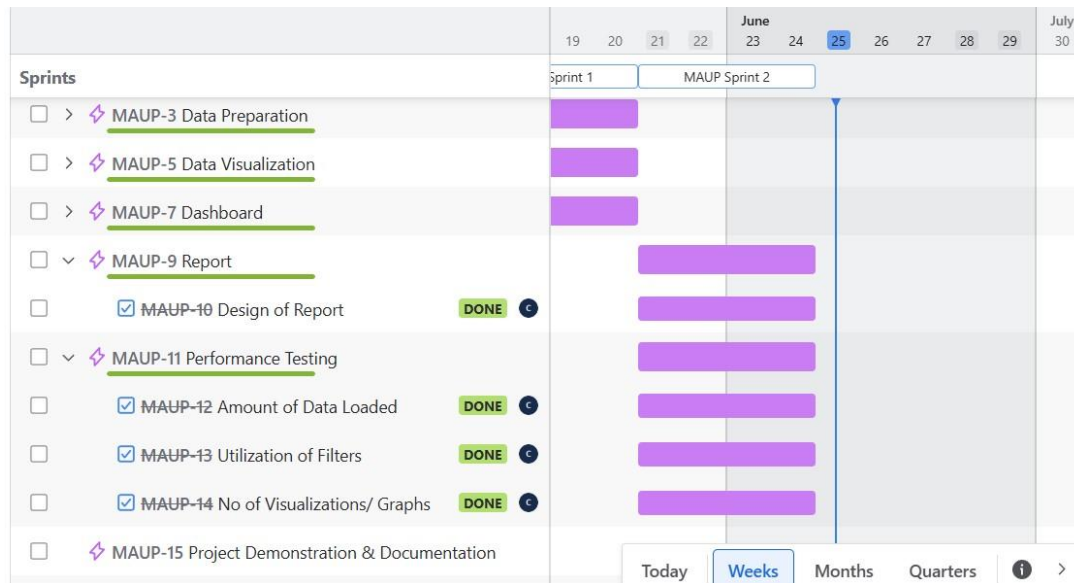 June July
19 20 21 22 23 24 25 26 27 28 29 30
Sprints
Sprint 1 MAUP Sprint 2
MAUP-3 Data Preparation
MAUP-5 Data Visualization
MAUP-7 Dashboard
MAUP-9 Report
MAUP-10 Design of Report DONE C
MAUP-11 Performance Testing
MAUP-12 Amount of Data Loaded DONE C
MAUP-13 Utilization of Filters DONE C
MAUP-14 No of Visualizations/ Graphs DONE C
MAUP-15 Project Demonstration & Documentation
Today Weeks Months Quarters